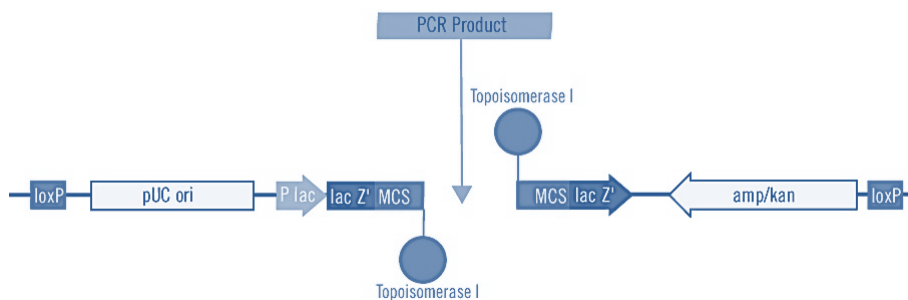 PCR Product
Topoisomerase I
loxP
pUC ori
P lac
lac Z'
MCS
MCS
lac Z'
amp/kan
loxP
Topoisomerase I